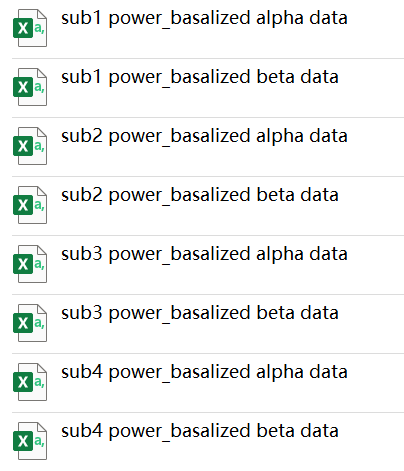 sub1 power_basalized alpha data
sub1 power_basalized beta data
sub2 power_basalized alpha data
sub2 power_basalized beta data
sub3 power_basalized alpha data
sub3 power_basalized beta data
sub4 power_basalized alpha data
sub4 power_basalized beta data